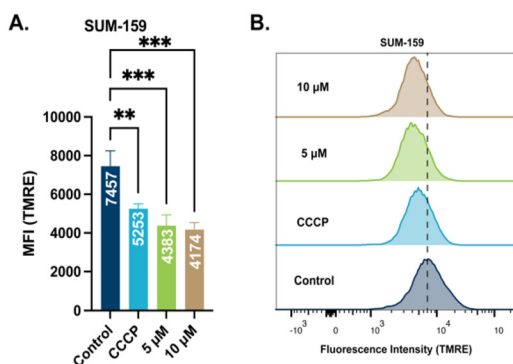 A.
SUM-159
***
***
**
MFI (TMRE)
10000
8000
6000
4000
2000
0
7457
5253
4383
4174
Control
CCCP
5 μM
10 μM
B.
SUM-159
10 μM
5 μM
CCCP
Control
-10³ 0 10³ 10⁴ 10⁵
Fluorescence Intensity (TMRE)